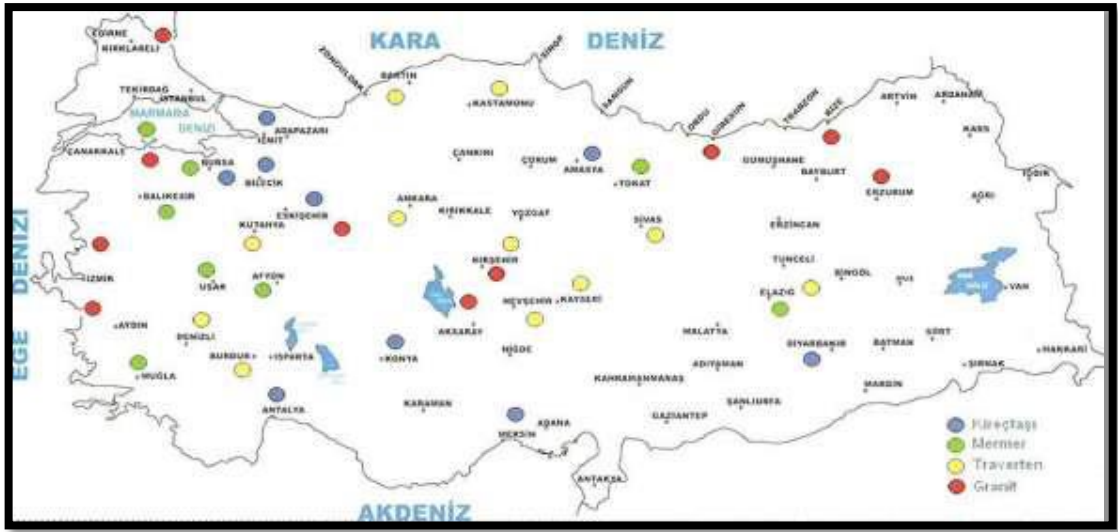 KARA DENİZ
EDİRNE
KIRKLARELİ
TEKİRDAĞ
İSTANBUL
MARMARA
DENİZİ
ÇANAKKALE
İZMİT
ADAPAZARI
ZONGULDAK
BARTIN
KASTAMONU
SİNOP
SAMSUN
ORDU
GİRESUN
TRABZON
RİZE
ARTVİN
ARDAHAN
KARS
IĞDIR
BURSA
BİLECİK
BALIKESİR
ESKİŞEHİR
KUTAHYA
ÇANKIRI
ÇORUM
AMASYA
TOKAT
GUMUŞHANE
BAYBURT
ERZURUM
AĞRI
ANKARA
KIRIKKALE
YOZGAT
SİVAS
ERZİNCAN
EGE DENİZİ
İZMİR
USAK
AFYON
KIRŞEHİR
NEVŞEHİR
KAYSERİ
TUNCELİ
BİNGÖL
ELAZIĞ
MUS
VAN
AYDIN
DENİZLİ
BURDUR
ISPARTA
AKSARAY
KONYA
NİĞDE
MALATYA
DİYARBAKIR
BATMAN
SİİRT
HAKKARİ
ŞIRNAK
MUĞLA
ANTALYA
KARAMAN
KAHRAMANMARAŞ
ADIYAMAN
MARDİN
MERSİN
ADANA
GAZİANTEP
ŞANLIURFA
ANTAKYA
AKDENİZ
Kireçtaşı
Mermer
Traverten
Granit